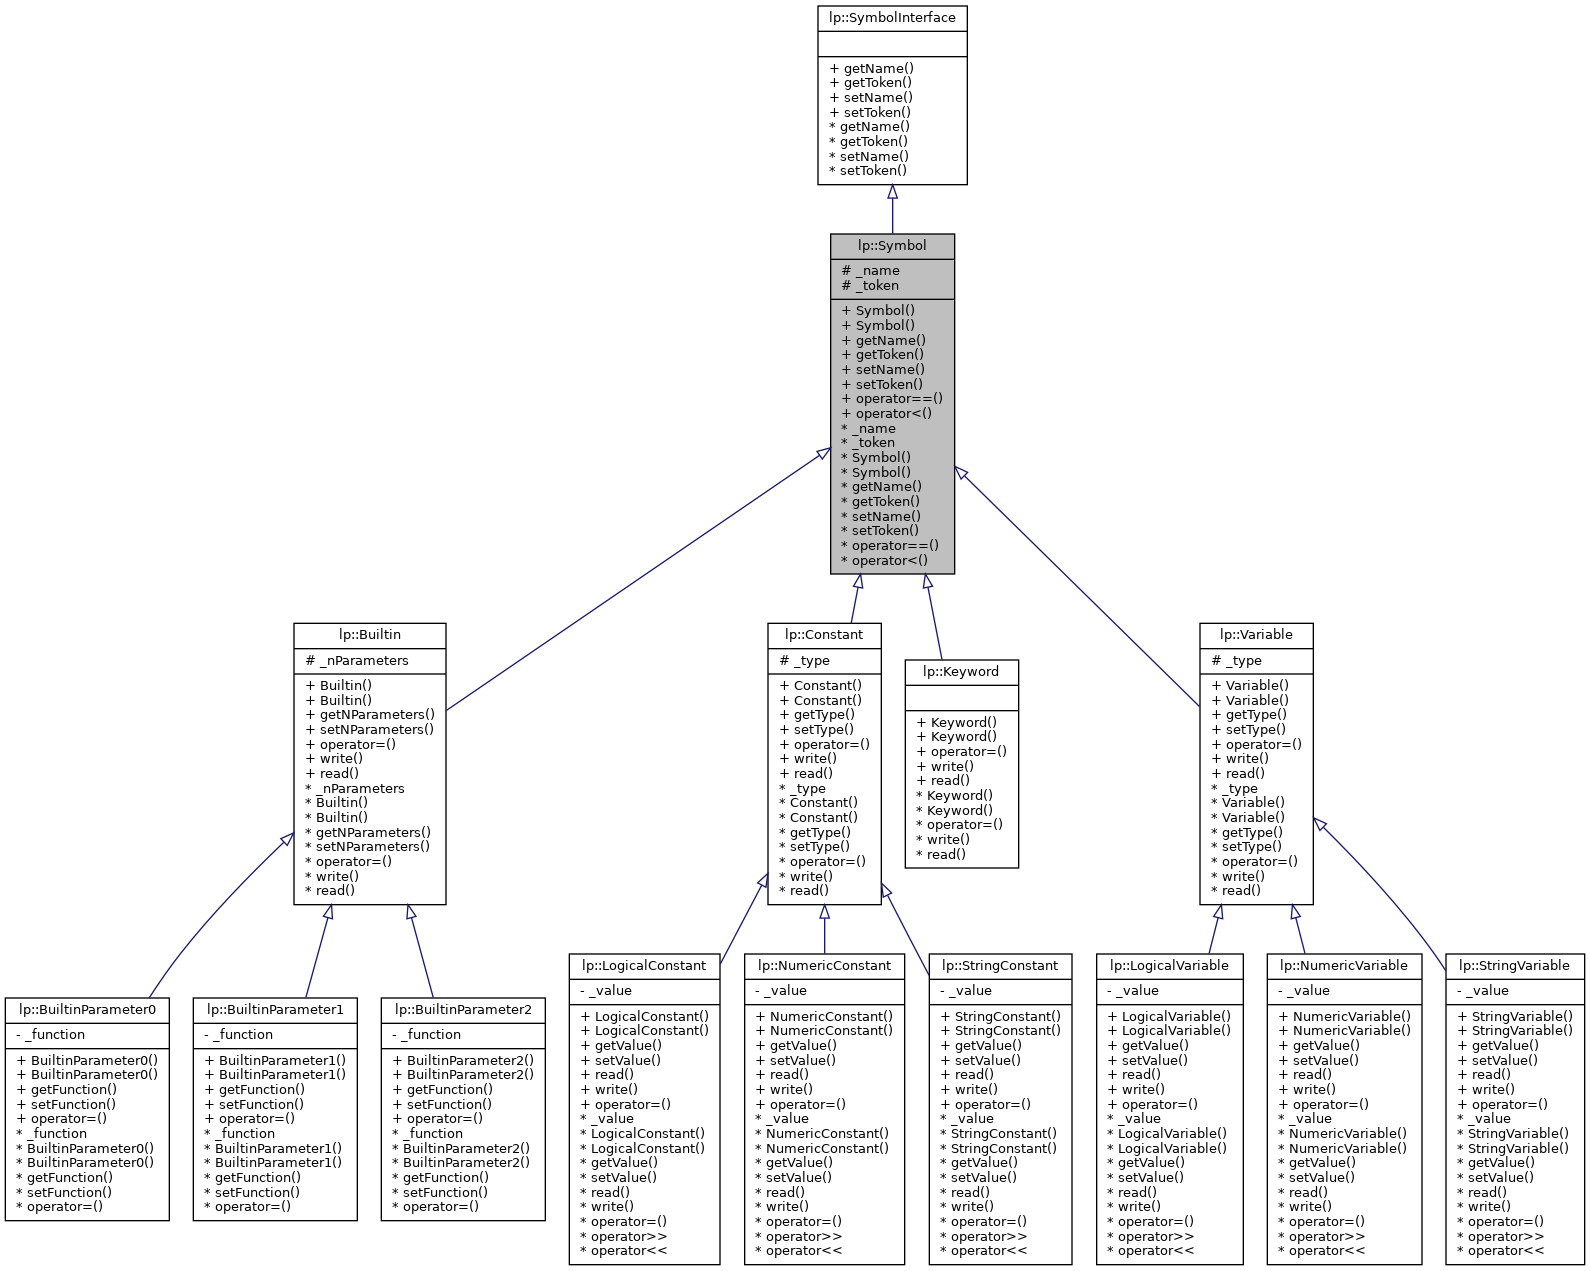 lp::SymbolInterface
+ getName()
+ getToken()
+ setName()
+ setToken()
* getName()
* getToken()
* setName()
* setToken()
lp::Symbol
# _name
# _token
+ Symbol()
+ Symbol()
+ getName()
+ getToken()
+ setName()
+ setToken()
+ operator==()
+ operator<()
* _name
* _token
* Symbol()
* Symbol()
* getName()
* getToken()
* setName()
* setToken()
* operator==()
* operator<()
lp::Builtin
# _nParameters
+ Builtin()
+ Builtin()
+ getNParameters()
+ setNParameters()
+ operator=()
+ write()
+ read()
* _nParameters
* Builtin()
* Builtin()
* getNParameters()
* setNParameters()
* operator=()
* write()
* read()
lp::Constant
# _type
+ Constant()
+ Constant()
+ getType()
+ setType()
+ operator=()
+ write()
+ read()
* _type
* Constant()
* Constant()
* getType()
* setType()
* operator=()
* write()
* read()
lp::Keyword
+ Keyword()
+ Keyword()
+ operator=()
+ write()
+ read()
* Keyword()
* Keyword()
* operator=()
* write()
* read()
lp::Variable
# _type
+ Variable()
+ Variable()
+ getType()
+ setType()
+ operator=()
+ write()
+ read()
* _type
* Variable()
* Variable()
* getType()
* setType()
* operator=()
* write()
* read()
lp::BuiltinParameter0
- _function
+ BuiltinParameter0()
+ BuiltinParameter0()
+ getFunction()
+ setFunction()
+ operator=()
* _function
* BuiltinParameter0()
* BuiltinParameter0()
* getFunction()
* setFunction()
* operator=()
lp::BuiltinParameter1
- _function
+ BuiltinParameter1()
+ BuiltinParameter1()
+ getFunction()
+ setFunction()
+ operator=()
* _function
* BuiltinParameter1()
* BuiltinParameter1()
* getFunction()
* setFunction()
* operator=()
lp::BuiltinParameter2
- _function
+ BuiltinParameter2()
+ BuiltinParameter2()
+ getFunction()
+ setFunction()
+ operator=()
* _function
* BuiltinParameter2()
* BuiltinParameter2()
* getFunction()
* setFunction()
* operator=()
lp::LogicalConstant
- _value
+ LogicalConstant()
+ LogicalConstant()
+ getValue()
+ setValue()
+ read()
+ write()
+ operator=()
* _value
* LogicalConstant()
* LogicalConstant()
* getValue()
* setValue()
* read()
* write()
* operator=()
* operator>>
* operator<<
lp::NumericConstant
- _value
+ NumericConstant()
+ NumericConstant()
+ getValue()
+ setValue()
+ read()
+ write()
+ operator=()
* _value
* NumericConstant()
* NumericConstant()
* getValue()
* setValue()
* read()
* write()
* operator=()
* operator>>
* operator<<
lp::StringConstant
- _value
+ StringConstant()
+ StringConstant()
+ getValue()
+ setValue()
+ read()
+ write()
+ operator=()
* _value
* StringConstant()
* StringConstant()
* getValue()
* setValue()
* read()
* write()
* operator=()
* operator>>
* operator<<
lp::LogicalVariable
- _value
+ LogicalVariable()
+ LogicalVariable()
+ getValue()
+ setValue()
+ read()
+ write()
+ operator=()
* _value
* LogicalVariable()
* LogicalVariable()
* getValue()
* setValue()
* read()
* write()
* operator=()
* operator>>
* operator<<
lp::NumericVariable
- _value
+ NumericVariable()
+ NumericVariable()
+ getValue()
+ setValue()
+ read()
+ write()
+ operator=()
* _value
* NumericVariable()
* NumericVariable()
* getValue()
* setValue()
* read()
* write()
* operator=()
* operator>>
* operator<<
lp::StringVariable
- _value
+ StringVariable()
+ StringVariable()
+ getValue()
+ setValue()
+ read()
+ write()
+ operator=()
* _value
* StringVariable()
* StringVariable()
* getValue()
* setValue()
* read()
* write()
* operator=()
* operator>>
* operator<<